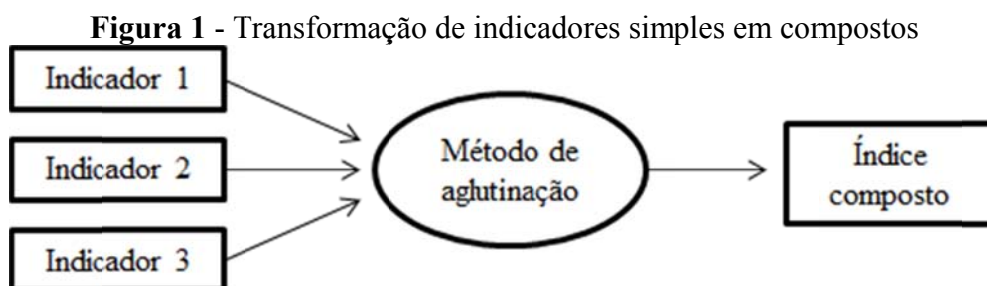 Figura 1 - Transformação de indicadores simples em compostos
Indicador 1
Indicador 2
Indicador 3
Método de
aglutinação
Índice
composto